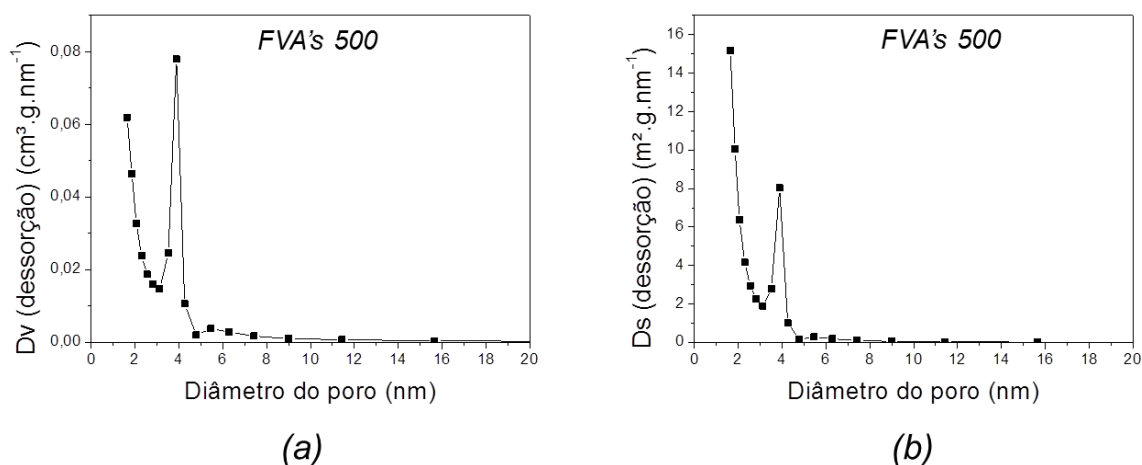 FVA's 500
0,08
0,06
0,04
0,02
0,00
Dv (dessorção) (cm³.g.nm⁻¹)
0 2 4 6 8 10 12 14 16 18 20
Diâmetro do poro (nm)
(a)
FVA's 500
16
14
12
10
8
6
4
2
0
Ds (dessorção) (m².g.nm⁻¹)
0 2 4 6 8 10 12 14 16 18 20
Diâmetro do poro (nm)
(b)